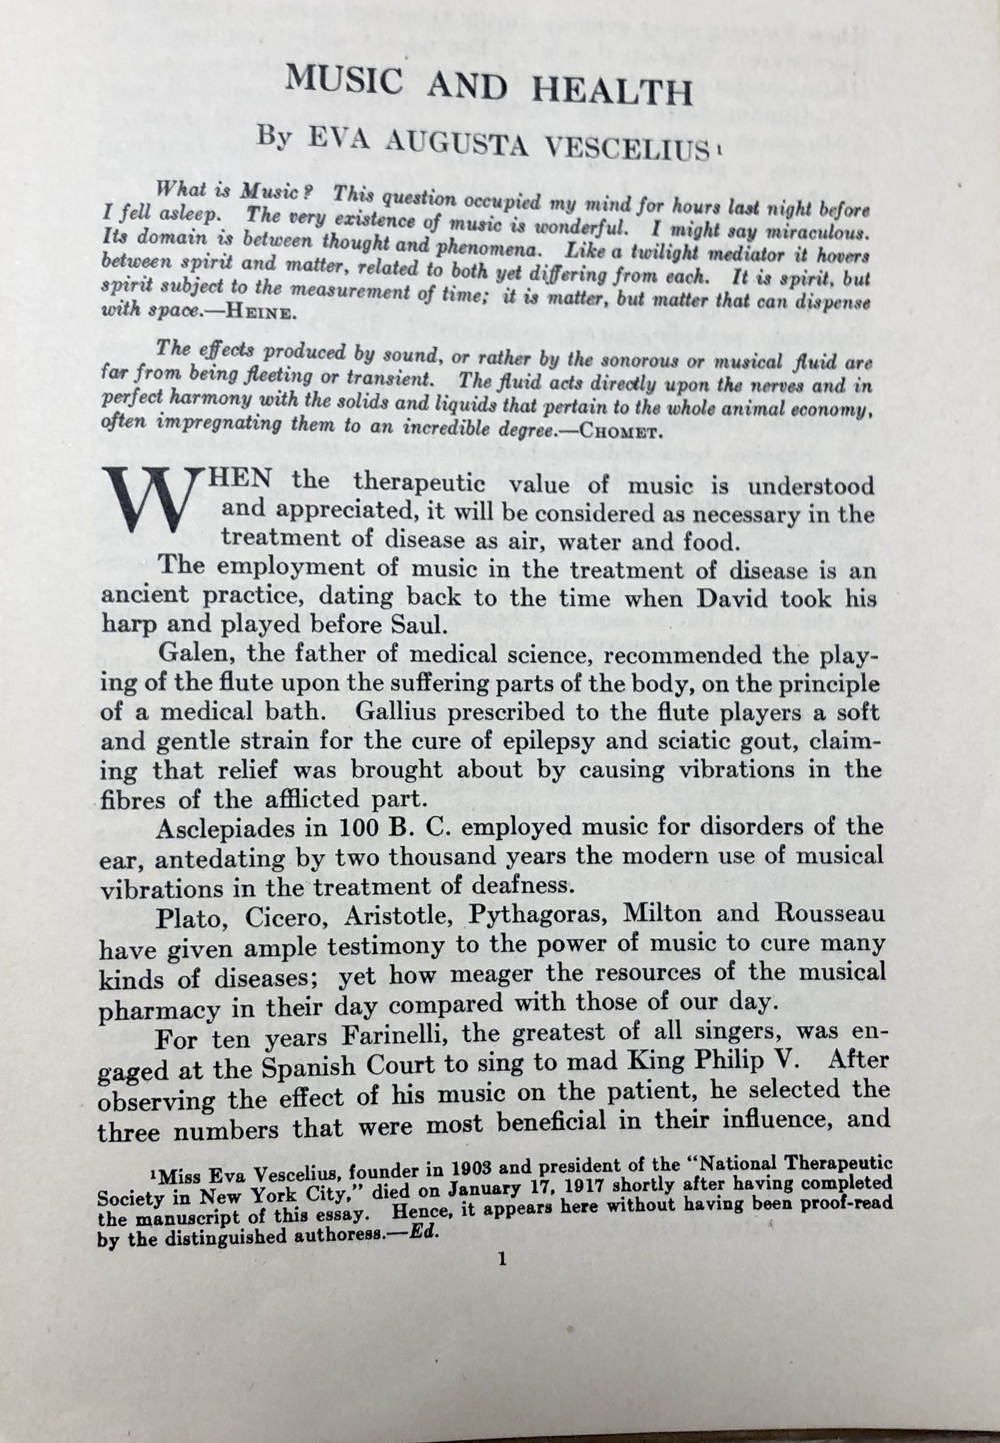 MUSIC AND HEALTH
By EVA AUGUSTA VESCELIUS¹
What is Music? This question occupied my mind for hours last night before
I fell asleep. The very existence of music is wonderful. I might say miraculous.
Its domain is between thought and phenomena. Like a twilight mediator it hovers
between spirit and matter, related to both yet differing from each. It is spirit, but
spirit subject to the measurement of time; it is matter, but matter that can dispense
with space.—HEINE.
The effects produced by sound, or rather by the sonorous or musical fluid are
far from being fleeting or transient. The fluid acts directly upon the nerves and in
perfect harmony with the solids and liquids that pertain to the whole animal economy,
often impregnating them to an incredible degree.—CHOMET.
WHEN the therapeutic value of music is understood
and appreciated, it will be considered as necessary in the
treatment of disease as air, water and food.
The employment of music in the treatment of disease is an
ancient practice, dating back to the time when David took his
harp and played before Saul.
Galen, the father of medical science, recommended the play-
ing of the flute upon the suffering parts of the body, on the principle
of a medical bath. Gallius prescribed to the flute players a soft
and gentle strain for the cure of epilepsy and sciatic gout, claim-
ing that relief was brought about by causing vibrations in the
fibres of the afflicted part.
Asclepiades in 100 B. C. employed music for disorders of the
ear, antedating by two thousand years the modern use of musical
vibrations in the treatment of deafness.
Plato, Cicero, Aristotle, Pythagoras, Milton and Rousseau
have given ample testimony to the power of music to cure many
kinds of diseases; yet how meager the resources of the musical
pharmacy in their day compared with those of our day.
For ten years Farinelli, the greatest of all singers, was en-
gaged at the Spanish Court to sing to mad King Philip V. After
observing the effect of his music on the patient, he selected the
three numbers that were most beneficial in their influence, and
¹Miss Eva Vescelius, founder in 1903 and president of the "National Therapeutic
Society in New York City," died on January 17, 1917 shortly after having completed
the manuscript of this essay. Hence, it appears here without having been proof-read
by the distinguished authoress.—Ed.
1